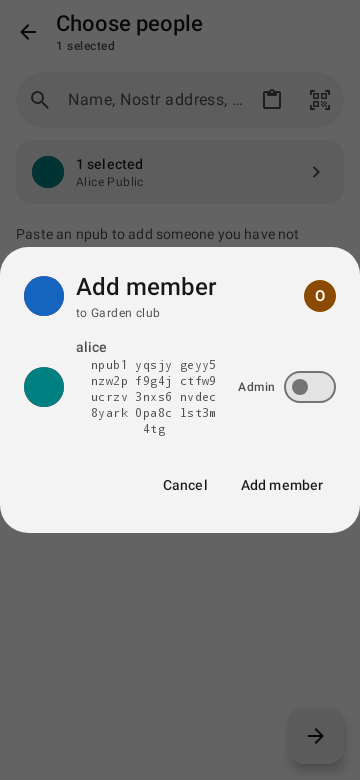 Choose people
1 selected
Name, Nostr address, …
1 selected
Alice Public
Paste an npub to add someone you have not
Add member
to Garden club
O
alice
npub1 yqsjy geyy5
nzw2p f9g4j ctfw9
ucrzv 3nxs6 nvdec
8yark 0pa8c lst3m
4tg
Admin
Cancel
Add member